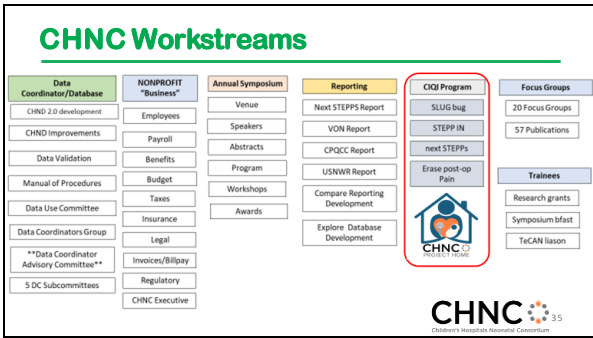 CHNC Workstreams
Data
Coordinator/Database
CHND 2.0 development
CHND Improvements
Data Validation
Manual of Procedures
Data Use Committee
Data Coordinators Group
**Data Coordinator
Advisory Committee**
5 DC Subcommittees
NONPROFIT
“Business”
Employees
Payroll
Benefits
Budget
Taxes
Insurance
Legal
Invoices/Billpay
Regulatory
CHNC Executive
Annual Symposium
Venue
Speakers
Abstracts
Program
Workshops
Awards
Reporting
Next STEPPS Report
VON Report
CPQCC Report
USNWR Report
Compare Reporting
Development
Explore Database
Development
CIQI Program
SLUG bug
STEPP IN
next STEPPs
Erase post-op
Pain
CHNC
PROJECT HOME
Focus Groups
20 Focus Groups
57 Publications
Trainees
Research grants
Symposium bfast
TeCAN liason
CHNC
Children's Hospitals Neonatal Consortium
35